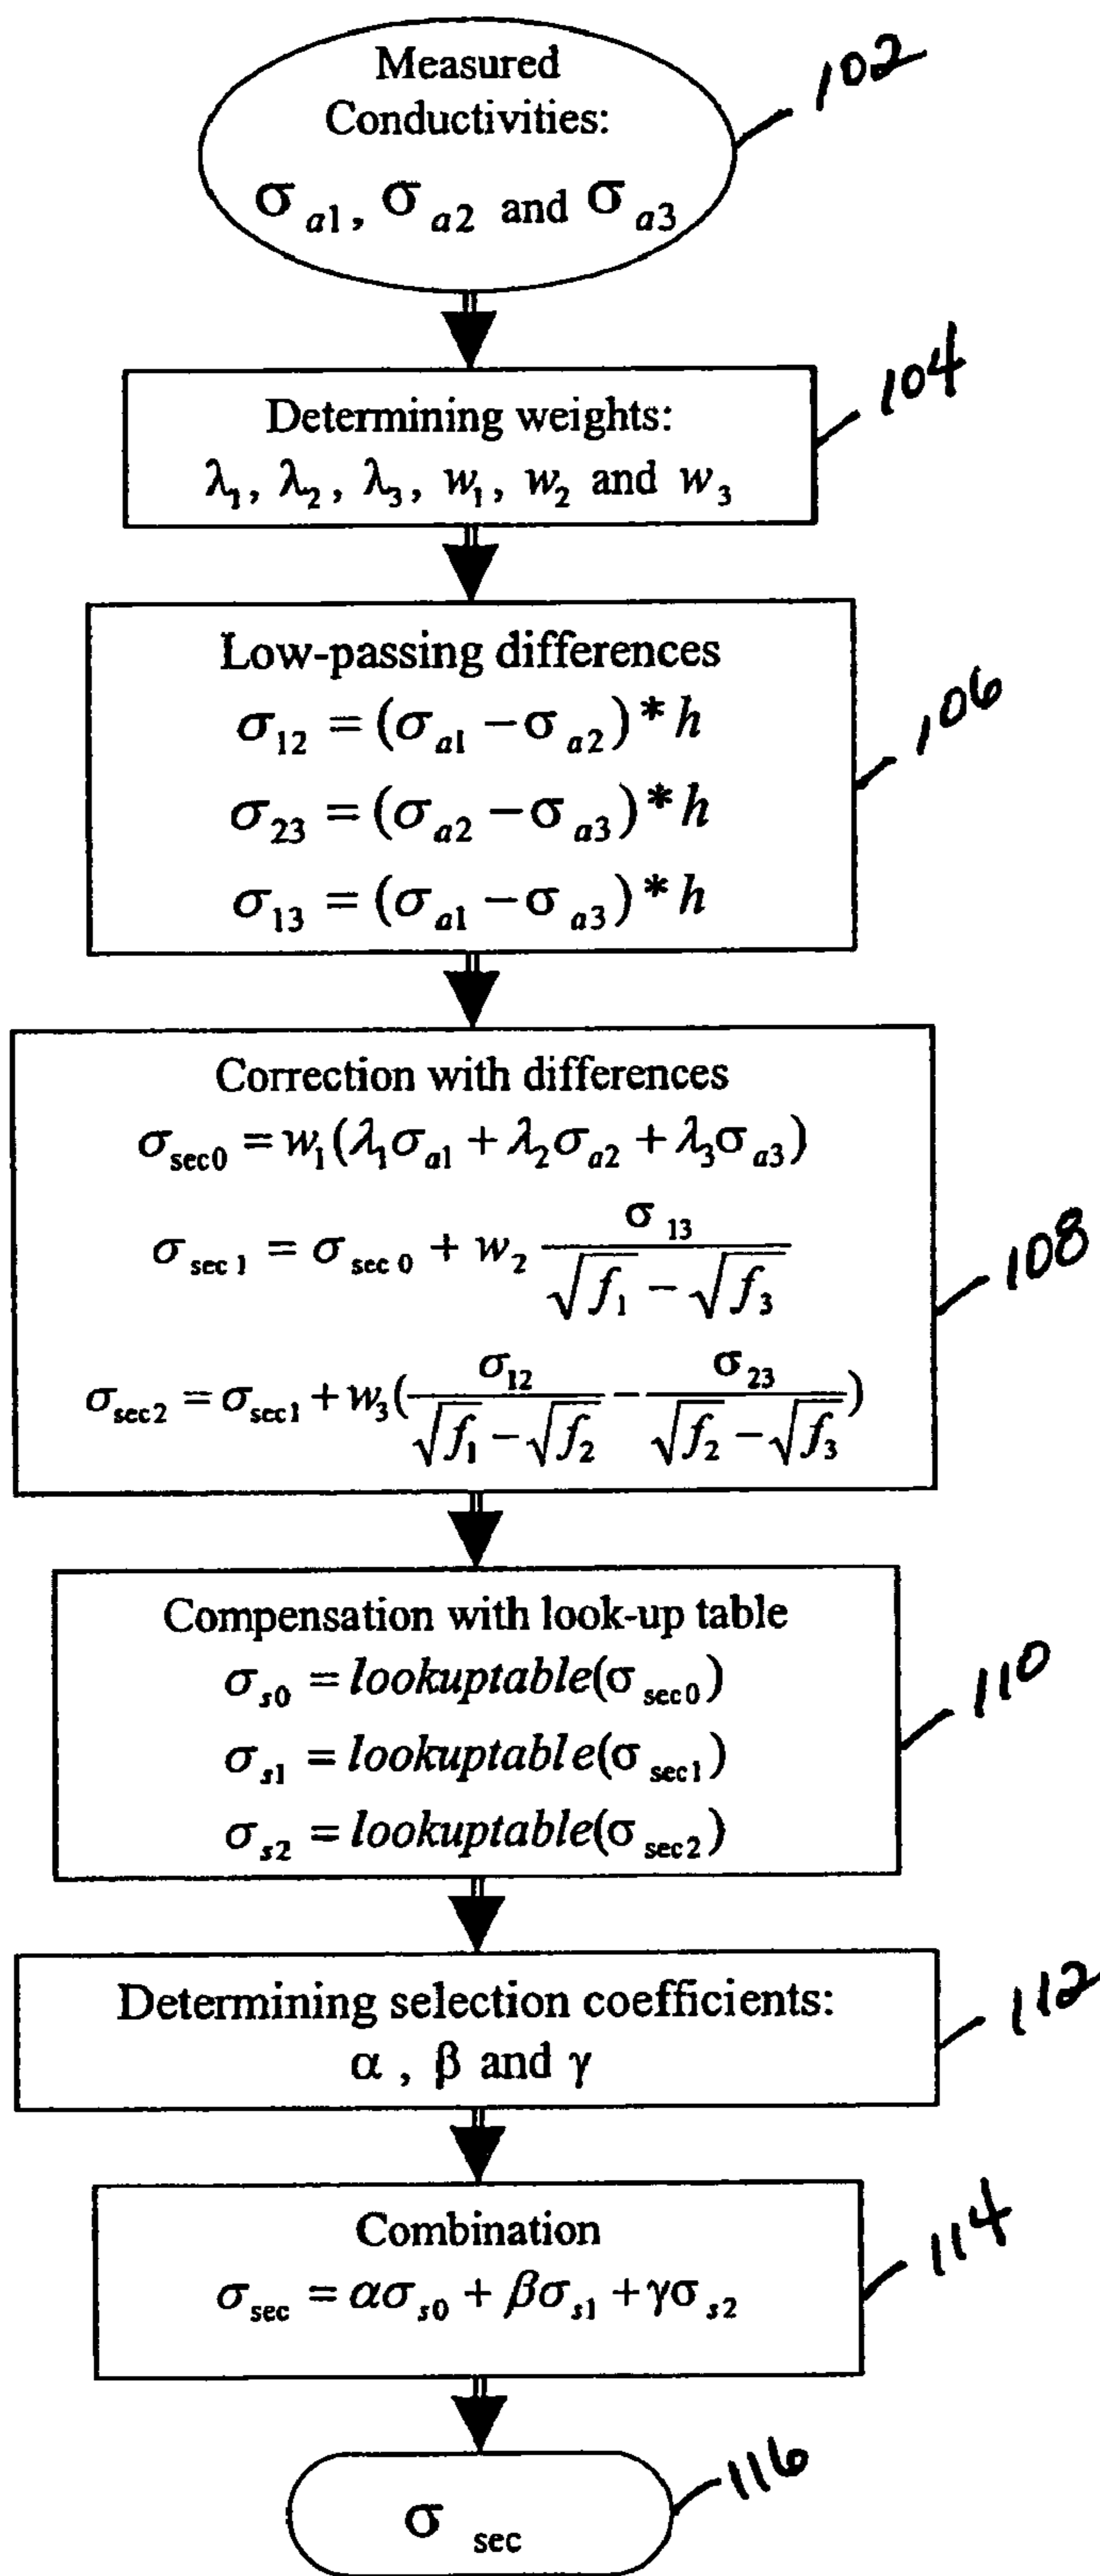 Measured
Conductivities:
σ a1, σ a2 and σ a3
102
Determining weights:
λ1, λ2, λ3, w1, w2 and w3
104
Low-passing differences
σ12 = (σa1 − σa2) * h
σ23 = (σa2 − σa3) * h
σ13 = (σa1 − σa3) * h
106
Correction with differences
σsec0 = w1(λ1σa1 + λ2σa2 + λ3σa3)
σsec1 = σsec0 + w2 σ13 / (√f1 − √f3)
σsec2 = σsec1 + w3(σ12 / (√f1 − √f2) − σ23 / (√f2 − √f3))
108
Compensation with look-up table
σs0 = lookuptable(σsec0)
σs1 = lookuptable(σsec1)
σs2 = lookuptable(σsec2)
110
Determining selection coefficients:
α , β and γ
112
Combination
σsec = ασs0 + βσs1 + γσs2
114
σ sec
116